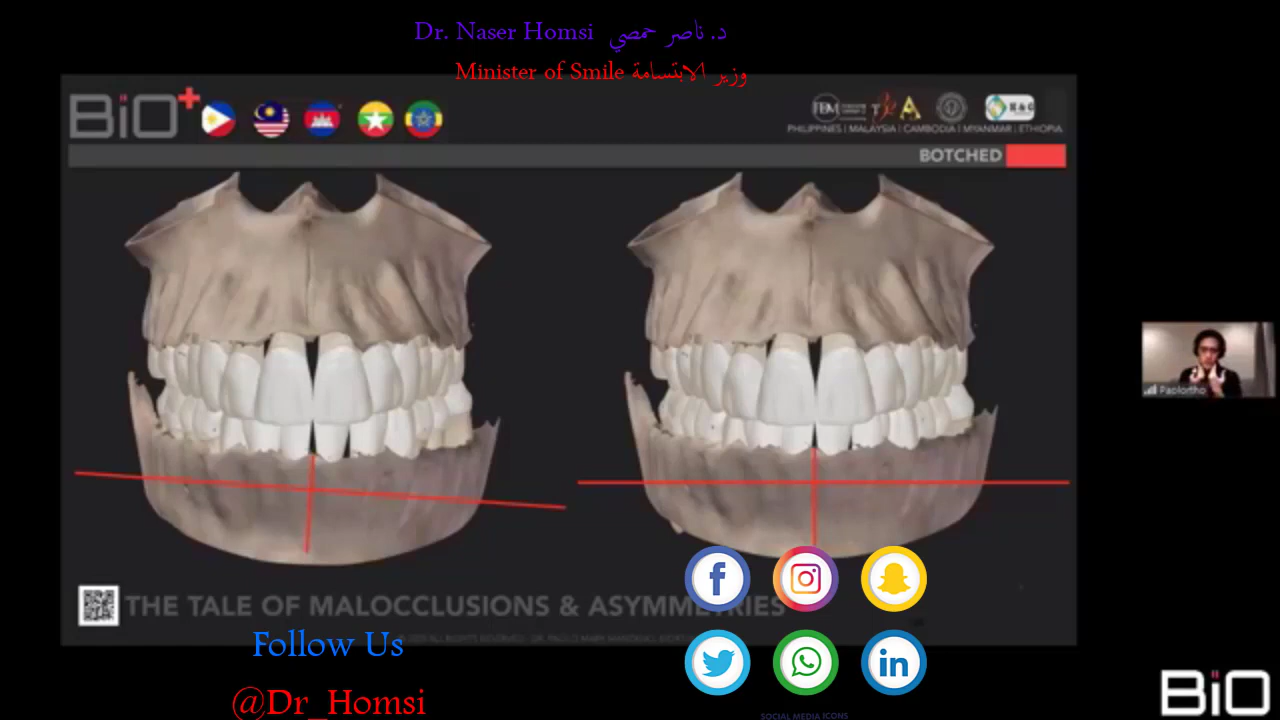 Dr. Naser Homsi د. ناصر حمصي
Minister of Smile وزير الابتسامة
BiO+
PHILIPPINES | MALAYSIA | CAMBODIA | MYANMAR | ETHIOPIA
BOTCHED
Paolortho
THE TALE OF MALOCCLUSIONS & ASYMMETRIES
Follow Us
@Dr_Homsi
SOCIAL MEDIA ICONS
BiO